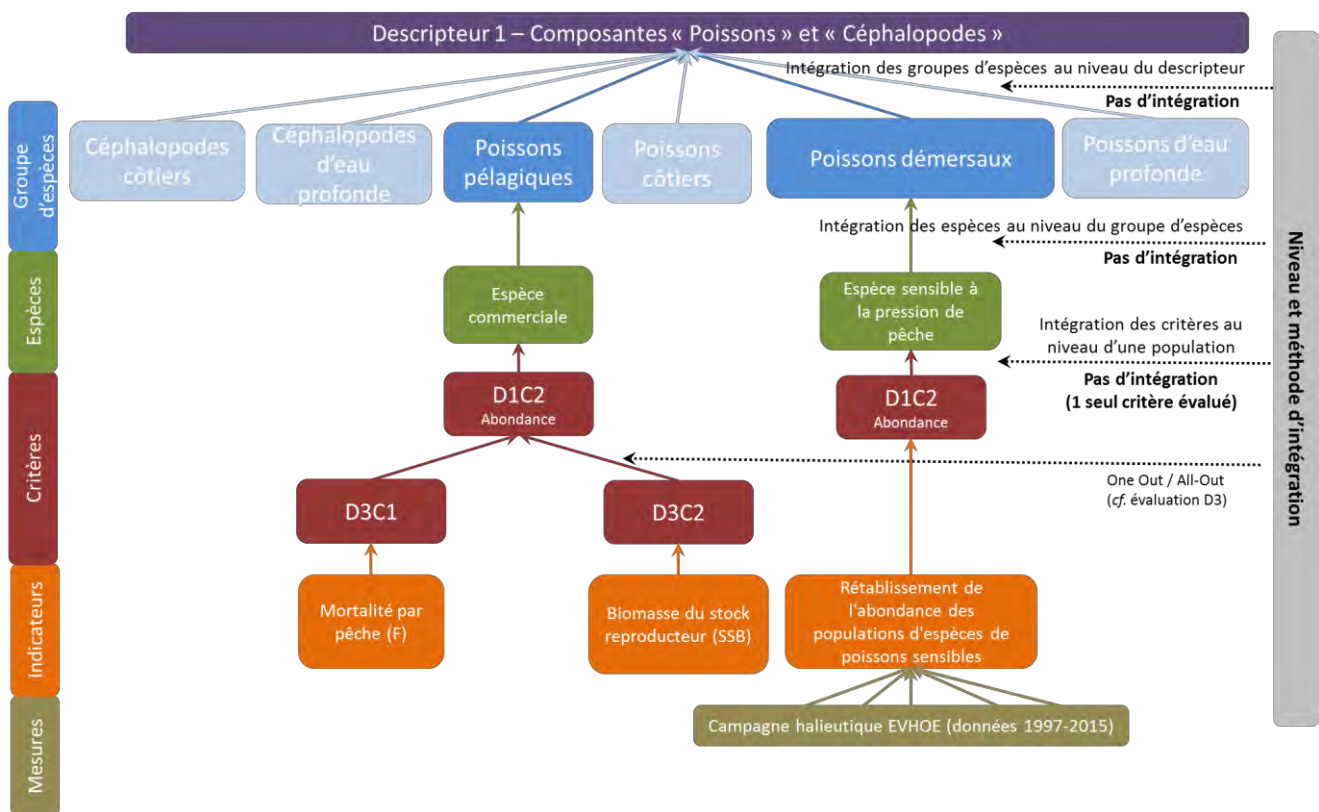 Descripteur 1 – Composantes « Poissons » et « Céphalopodes »
Intégration des groupes d'espèces au niveau du descripteur
Pas d'intégration
Groupe
d'espèces
Céphalopodes
côtiers
Céphalopodes
d'eau
profonde
Poissons
pélagiques
Poissons
côtiers
Poissons démersaux
Poissons d'eau
profonde
Intégration des espèces au niveau du groupe d'espèces
Pas d'intégration
Espèces
Espèce
commerciale
Espèce sensible à
la pression de
pêche
Intégration des critères au
niveau d'une population
Pas d'intégration
(1 seul critère évalué)
Critères
D1C2
Abondance
D1C2
Abondance
D3C1
D3C2
One Out / All-Out
(cf. évaluation D3)
Indicateurs
Mortalité par
pêche (F)
Biomasse du stock
reproducteur (SSB)
Rétablissement de
l'abondance des
populations d'espèces de
poissons sensibles
Mesures
Campagne halieutique EVHOE (données 1997-2015)
Niveau et méthode d'intégration